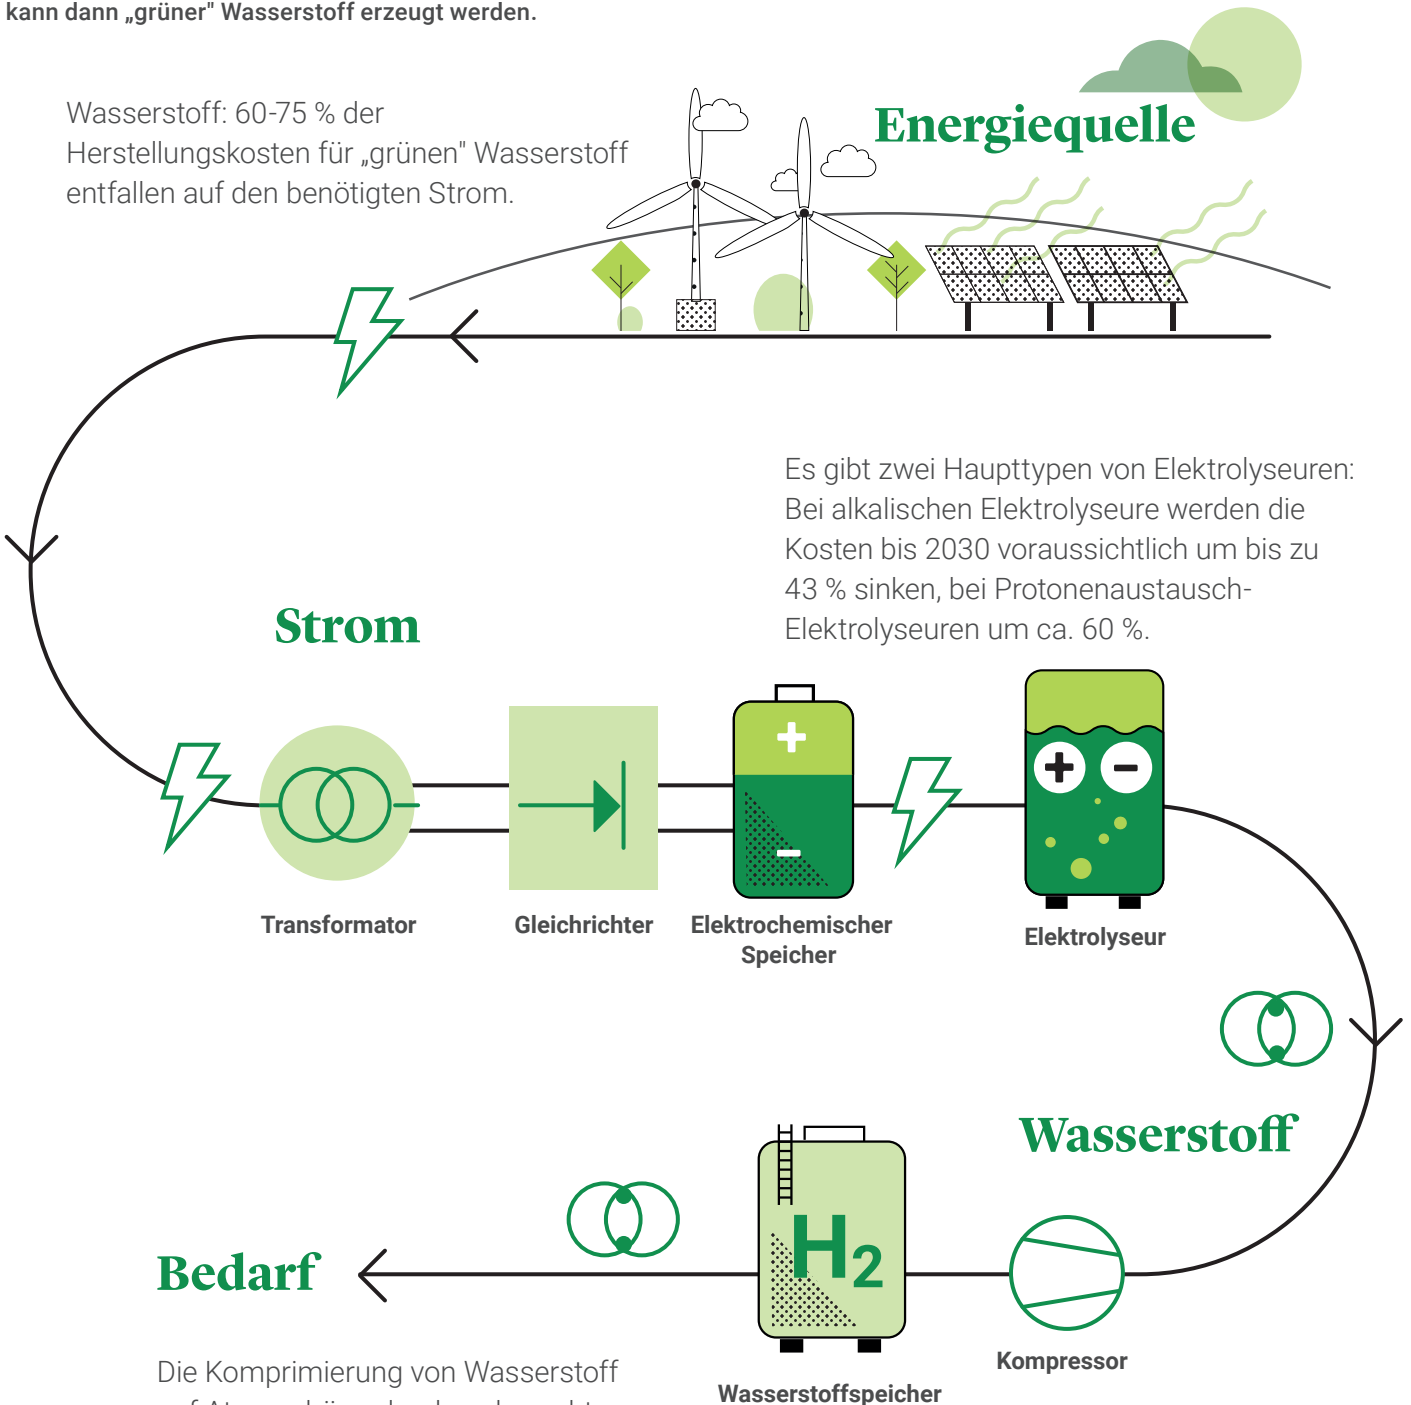 kann dann „grüner" Wasserstoff erzeugt werden.
Wasserstoff: 60-75 % der
Herstellungskosten für „grünen" Wasserstoff
entfallen auf den benötigten Strom.
Energiequelle
Es gibt zwei Haupttypen von Elektrolyseuren:
Bei alkalischen Elektrolyseure werden die
Kosten bis 2030 voraussichtlich um bis zu
43 % sinken, bei Protonenaustausch-
Elektrolyseuren um ca. 60 %.
Strom
Transformator
Gleichrichter
Elektrochemischer
Speicher
Elektrolyseur
Wasserstoff
H2
Bedarf
Kompressor
Wasserstoffspeicher
Die Komprimierung von Wasserstoff